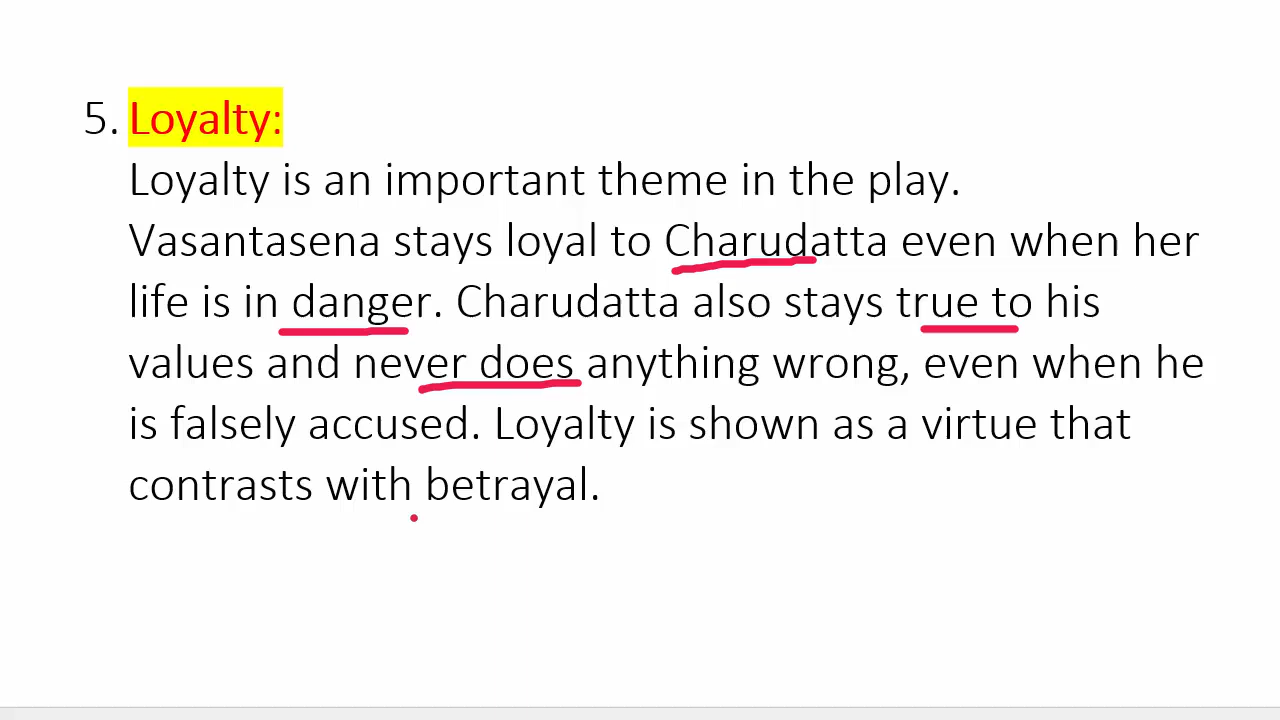 5. Loyalty:
Loyalty is an important theme in the play.
Vasantasena stays loyal to Charudatta even when her
life is in danger. Charudatta also stays true to his
values and never does anything wrong, even when he
is falsely accused. Loyalty is shown as a virtue that
contrasts with betrayal.